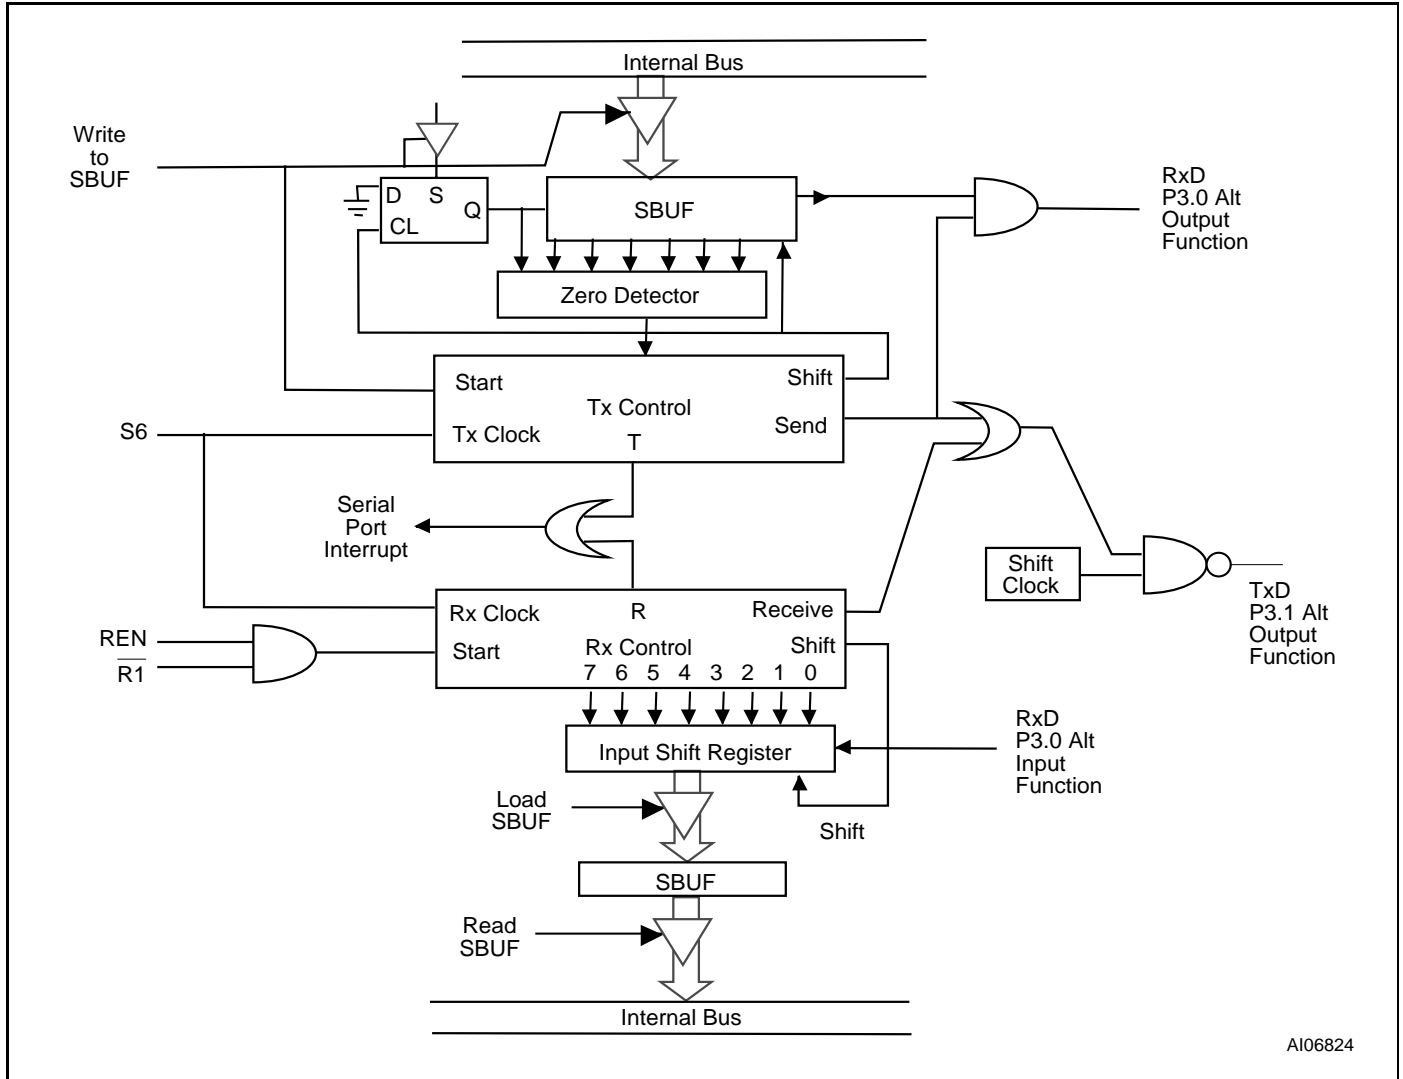 Internal Bus
Write
to
SBUF
D
S
Q
CL
SBUF
RxD
P3.0 Alt
Output
Function
Zero Detector
Start
Shift
Tx Control
Send
S6
Tx Clock
T
Serial
Port
Interrupt
Shift
Clock
TxD
P3.1 Alt
Output
Function
Rx Clock
R
Receive
REN
R1
Start
Rx Control
Shift
7 6 5 4 3 2 1 0
Input Shift Register
RxD
P3.0 Alt
Input
Function
Load
SBUF
Shift
SBUF
Read
SBUF
Internal Bus
AI06824